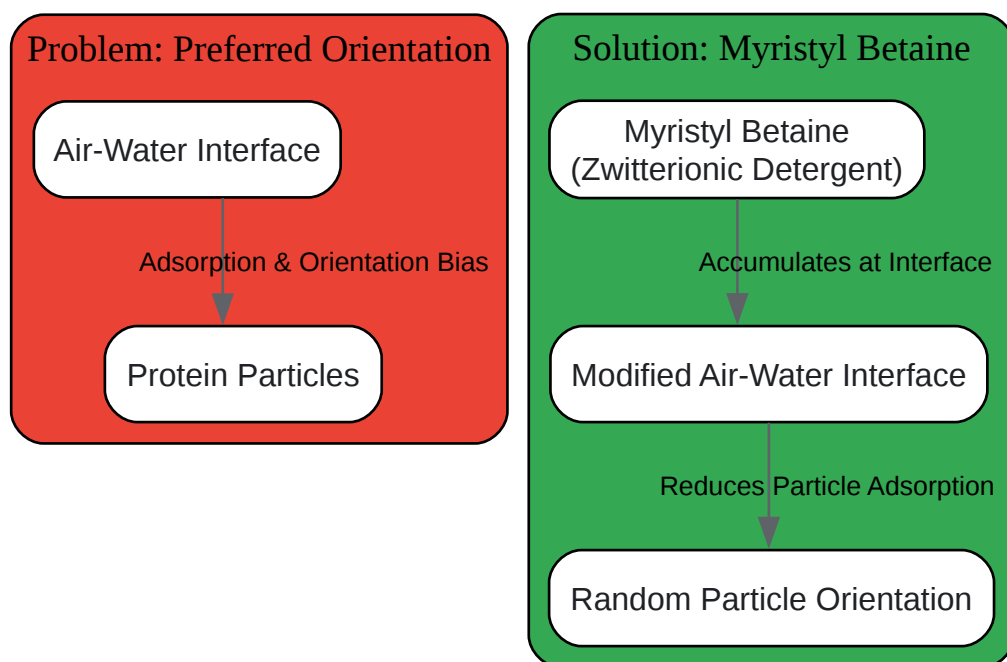 Problem: Preferred Orientation
Air-Water Interface
Adsorption & Orientation Bias
Protein Particles
Solution: Myristyl Betaine
Myristyl Betaine
(Zwitterionic Detergent)
Accumulates at Interface
Modified Air-Water Interface
Reduces Particle Adsorption
Random Particle Orientation